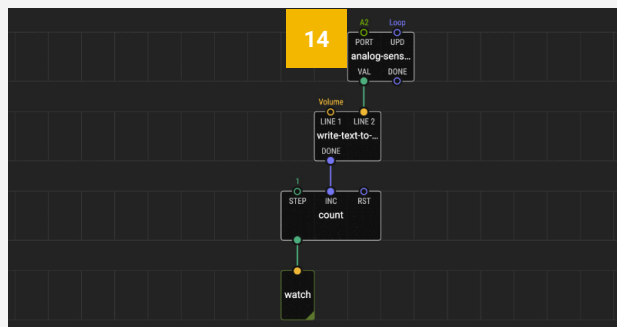 14
A2 Loop
PORT UPD
analog-sens...
VAL DONE
Volume
LINE 1 LINE 2
write-text-to-...
DONE
1
STEP INC RST
count
watch